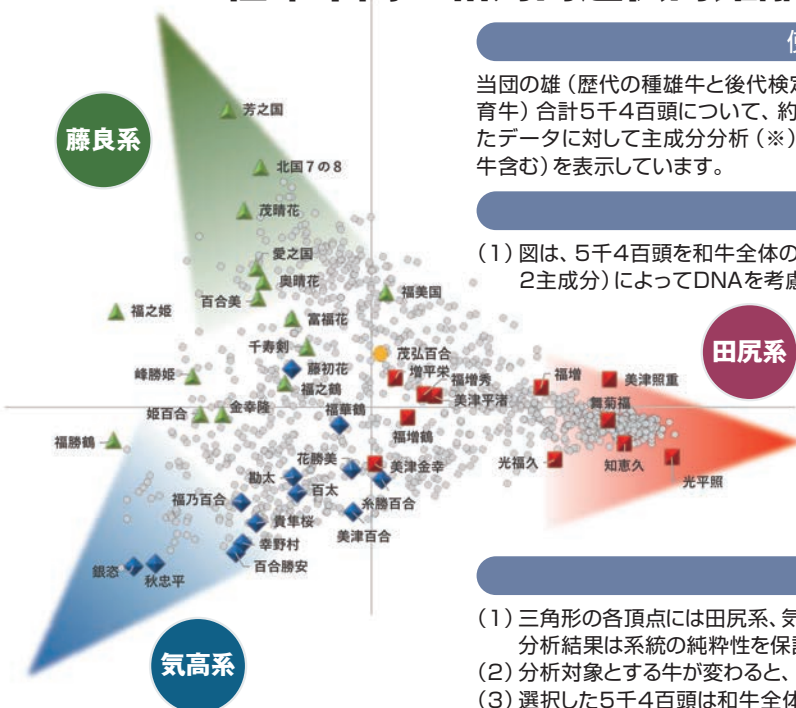 使
当団の雄（歴代の種雄牛と後代検定
育牛）合計5千4百頭について、約
たデータに対して主成分分析（※）
牛含む）を表示しています。
（1）図は、5千4百頭を和牛全体の
2主成分）によってDNAを考慮
藤良系
芳之国
北国7の8
茂晴花
愛之国
奥晴花
百合美
福美国
福之姫
富福花
千寿剣
茂弘百合
田尻系
藤初花
増平栄
福増秀
福増
美津照重
峰勝姫
福之鶴
美津平渚
舞菊福
姫百合
金幸隆
福華鶴
福増鶴
福勝鶴
花勝美
美津金幸
光福久
知恵久
光平照
勘太
百太
糸勝百合
福乃百合
貴隼桜
美津百合
幸野村
百合勝安
銀恣
秋忠平
気高系
（1）三角形の各頂点には田尻系、気
分析結果は系統の純粋性を保証
（2）分析対象とする牛が変わると、
（3）選択した5千4百頭は和牛全体